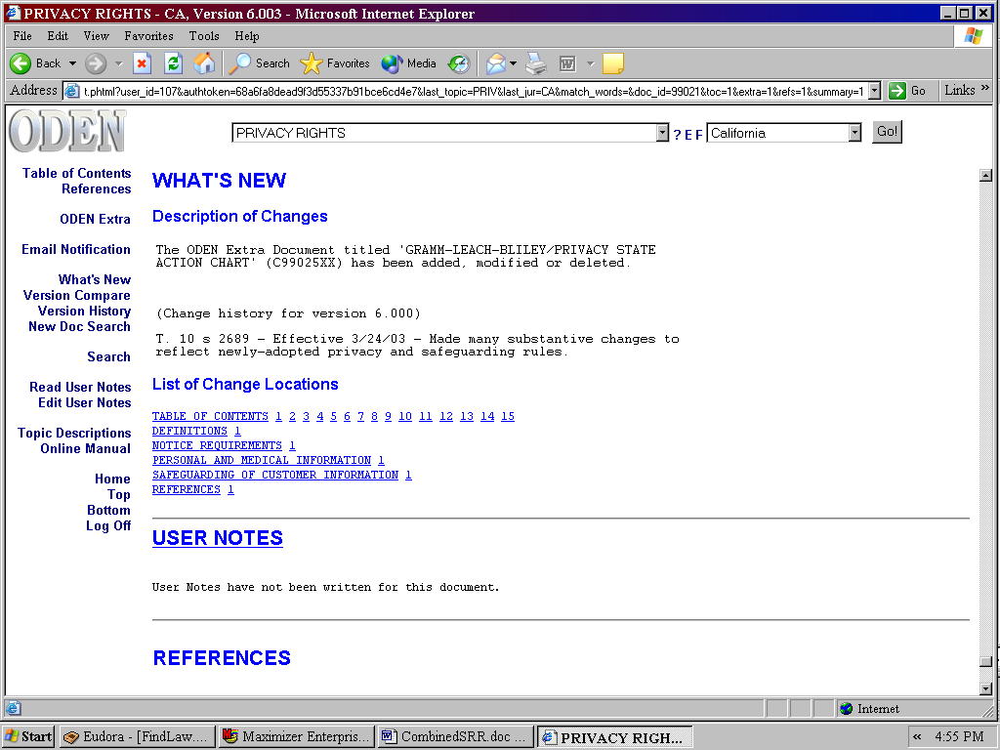 PRIVACY RIGHTS - CA, Version 6.003 - Microsoft Internet Explorer
File Edit View Favorites Tools Help
Back Search Favorites Media
Address t.phtml?user_id=107&authtoken=68a6fa8dead9f3d55337b91bce6cd4e7&last_topic=PRIV&last_jur=CA&match_words=&doc_id=99021&toc=1&extra=1&refs=1&summary=1 Go Links »
ODEN
PRIVACY RIGHTS ? E F California Go!
Table of Contents
References
ODEN Extra
Email Notification
What's New
Version Compare
Version History
New Doc Search
Search
Read User Notes
Edit User Notes
Topic Descriptions
Online Manual
Home
Top
Bottom
Log Off
WHAT'S NEW
Description of Changes
The ODEN Extra Document titled 'GRAMM-LEACH-BLILEY/PRIVACY STATE
ACTION CHART' (C99025XX) has been added, modified or deleted.
(Change history for version 6.000)
T. 10 s 2689 - Effective 3/24/03 - Made many substantive changes to
reflect newly-adopted privacy and safeguarding rules.
List of Change Locations
TABLE OF CONTENTS 1 2 3 4 5 6 7 8 9 10 11 12 13 14 15
DEFINITIONS 1
NOTICE REQUIREMENTS 1
PERSONAL AND MEDICAL INFORMATION 1
SAFEGUARDING OF CUSTOMER INFORMATION 1
REFERENCES 1
USER NOTES
User Notes have not been written for this document.
REFERENCES
Internet
Start Eudora - [FindLaw.... Maximizer Enterpris... CombinedSRR.doc ... PRIVACY RIGH... « 4:55 PM